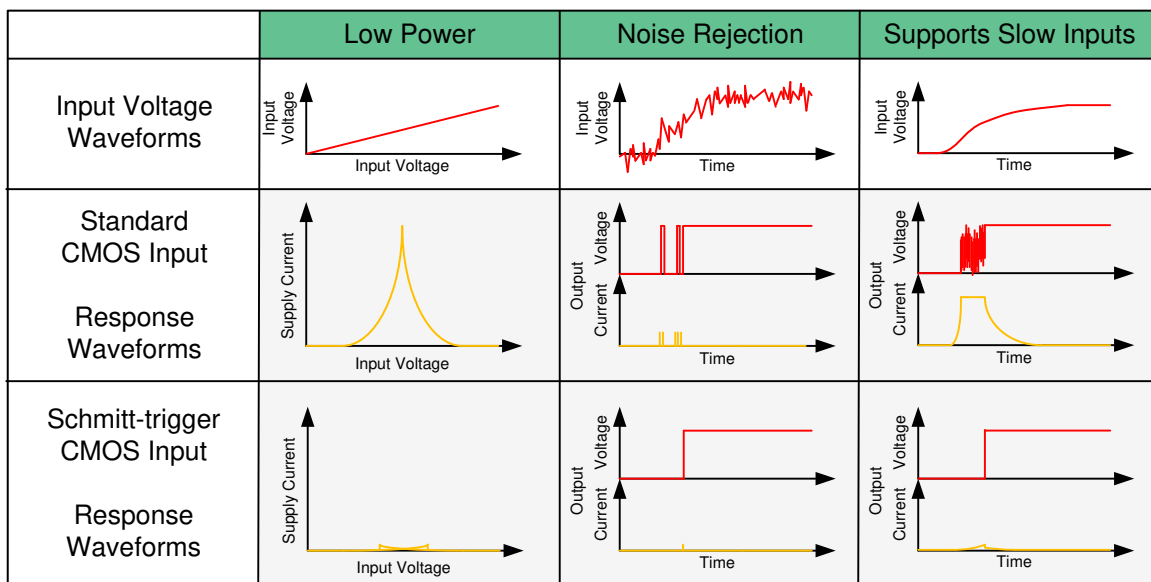 Low Power
Noise Rejection
Supports Slow Inputs
Input Voltage
Waveforms
Input
Voltage
Input Voltage
Input
Voltage
Time
Input
Voltage
Time
Standard
CMOS Input
Response
Waveforms
Supply Current
Input Voltage
Output
Voltage
Current
Time
Output
Voltage
Current
Time
Schmitt-trigger
CMOS Input
Response
Waveforms
Supply Current
Input Voltage
Output
Voltage
Current
Time
Output
Voltage
Current
Time